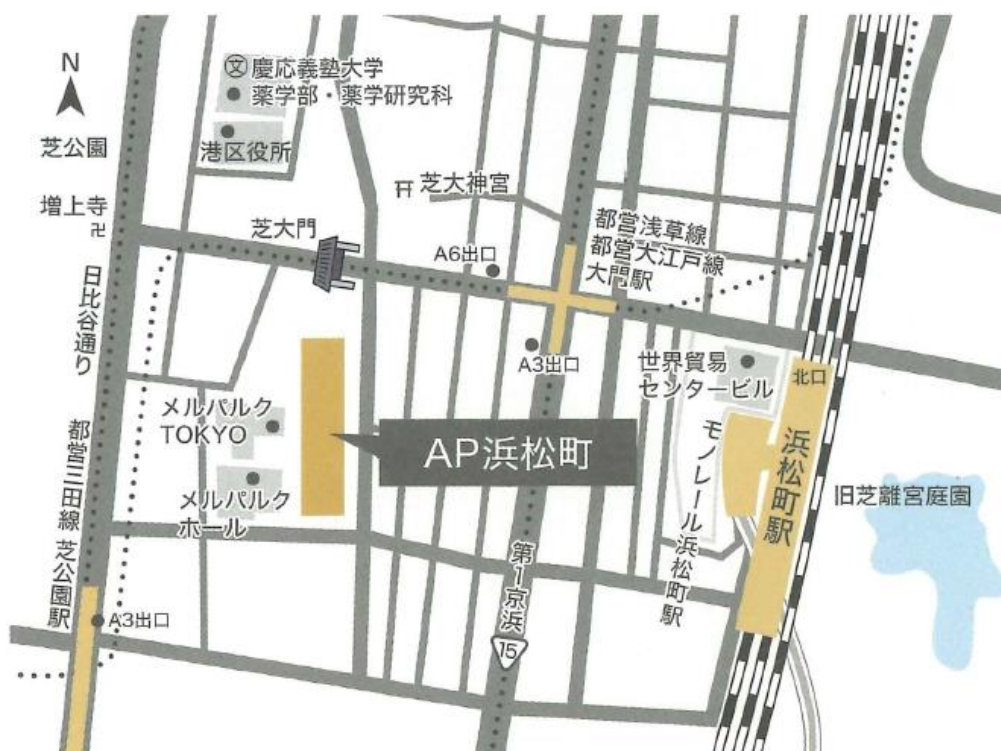 N
慶応義塾大学
薬学部・薬学研究科
港区役所
芝公園
増上寺
芝大神宮
芝大門
A6出口
都営浅草線
都営大江戸線
大門駅
日比谷通り
A3出口
世界貿易
センタービル
北口
メルパルク
TOKYO
AP浜松町
モノレール浜松町駅
浜松町駅
旧芝離宮庭園
メルパルク
ホール
都営三田線 芝公園駅
第1京浜
15
A3出口